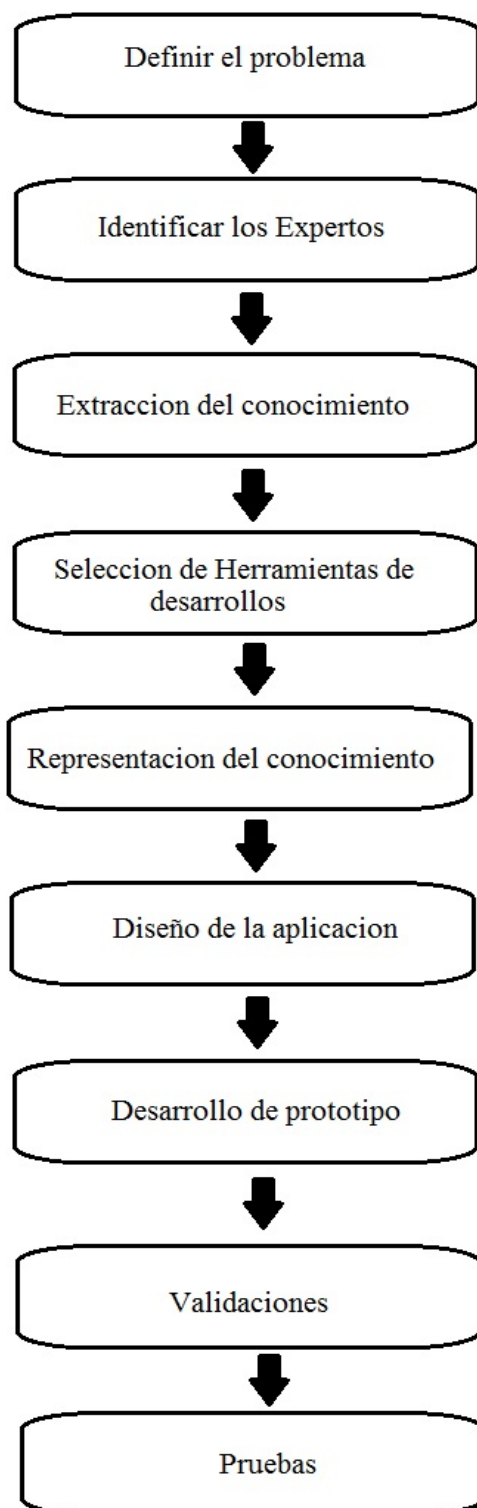 Definir el problema
Identificar los Expertos
Extraccion del conocimiento
Seleccion de Herramientas de
desarrollos
Representacion del conocimiento
Diseño de la aplicacion
Desarrollo de prototipo
Validaciones
Pruebas